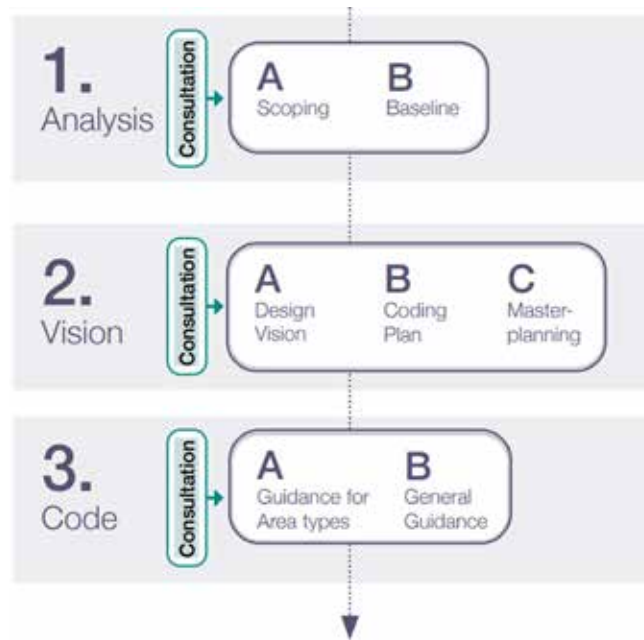 1.
Analysis
Consultation
A
Scoping
B
Baseline
2.
Vision
Consultation
A
Design
Vision
B
Coding
Plan
C
Master-
planning
3.
Code
Consultation
A
Guidance for
Area types
B
General
Guidance